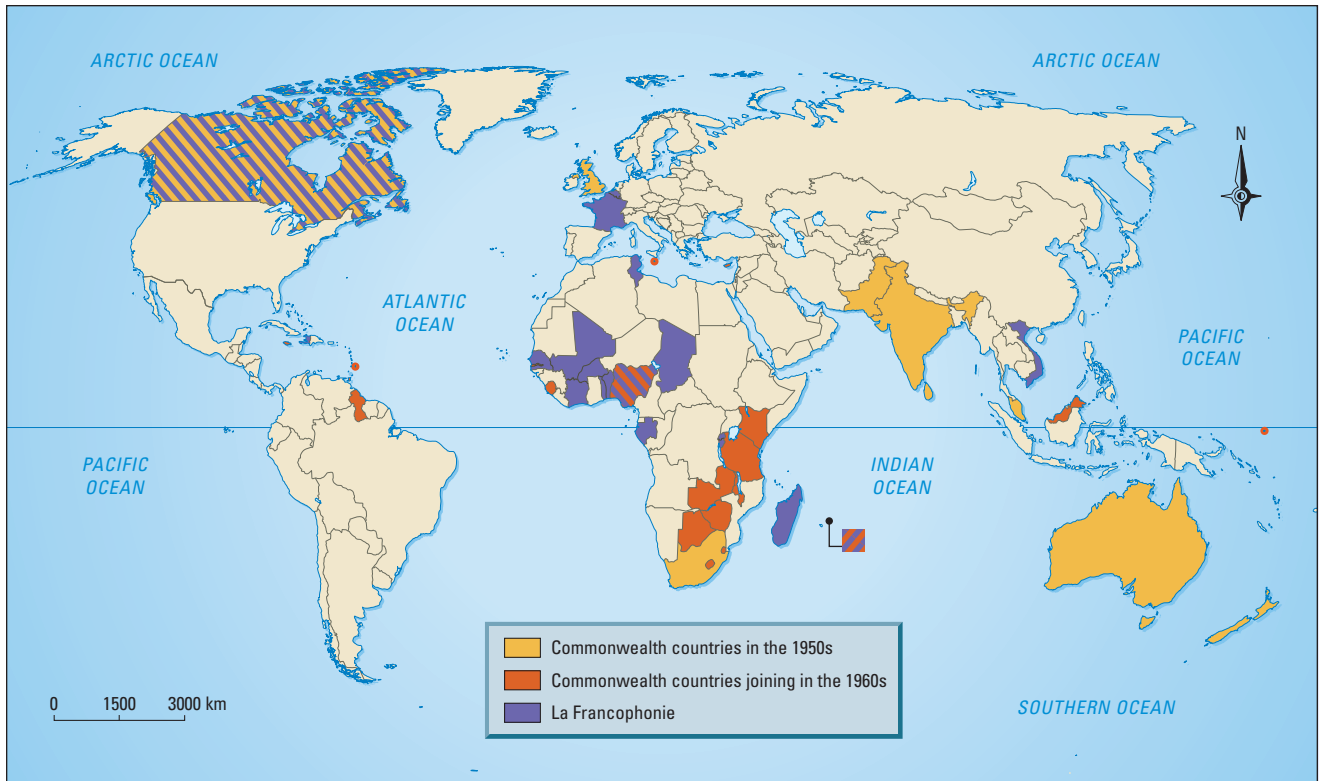 ARCTIC OCEAN
ARCTIC OCEAN
N
ATLANTIC
OCEAN
PACIFIC
OCEAN
PACIFIC
OCEAN
INDIAN
OCEAN
Commonwealth countries in the 1950s
Commonwealth countries joining in the 1960s
La Francophonie
0 1500 3000 km
SOUTHERN OCEAN